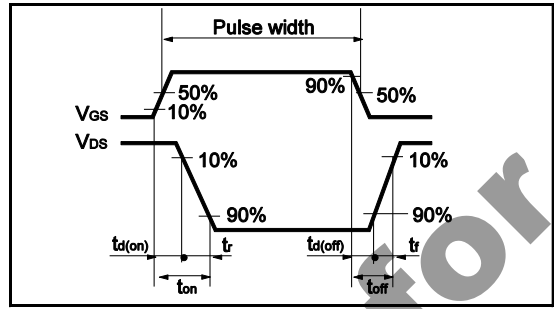 Pulse width
90%
50%
50%
10%
VGS
VDS
10%
10%
90%
90%
td(on)
tr
td(off)
tf
ton
toff
for